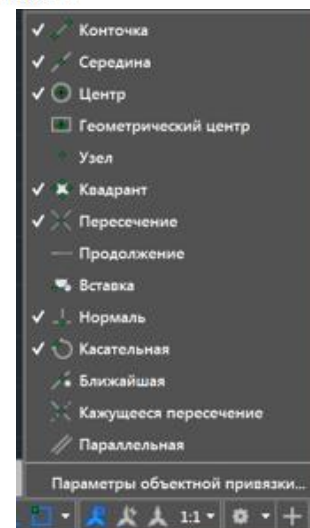 Конточка
Середина
Центр
Геометрический центр
Узел
Квадрант
Пересечение
Продолжение
Вставка
Нормаль
Касательная
Ближайшая
Кажущееся пересечение
Параллельная
Параметры объектной привязки...
1:1